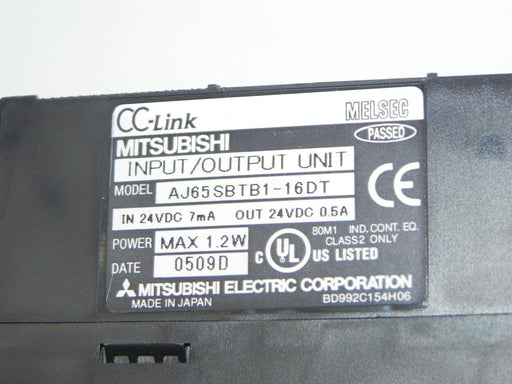 CC-Link MELSEC
MITSUBISHI PASSED
INPUT/OUTPUT UNIT
MODEL AJ65SBTB1-16DT CE
IN 24VDC 7mA OUT 24VDC 0.5A
80M1 IND. CONT. EQ.
POWER MAX 1.2W CLASS2 ONLY
C UL US LISTED
DATE 0509D
MITSUBISHI ELECTRIC CORPORATION
MADE IN JAPAN BD992C154H06